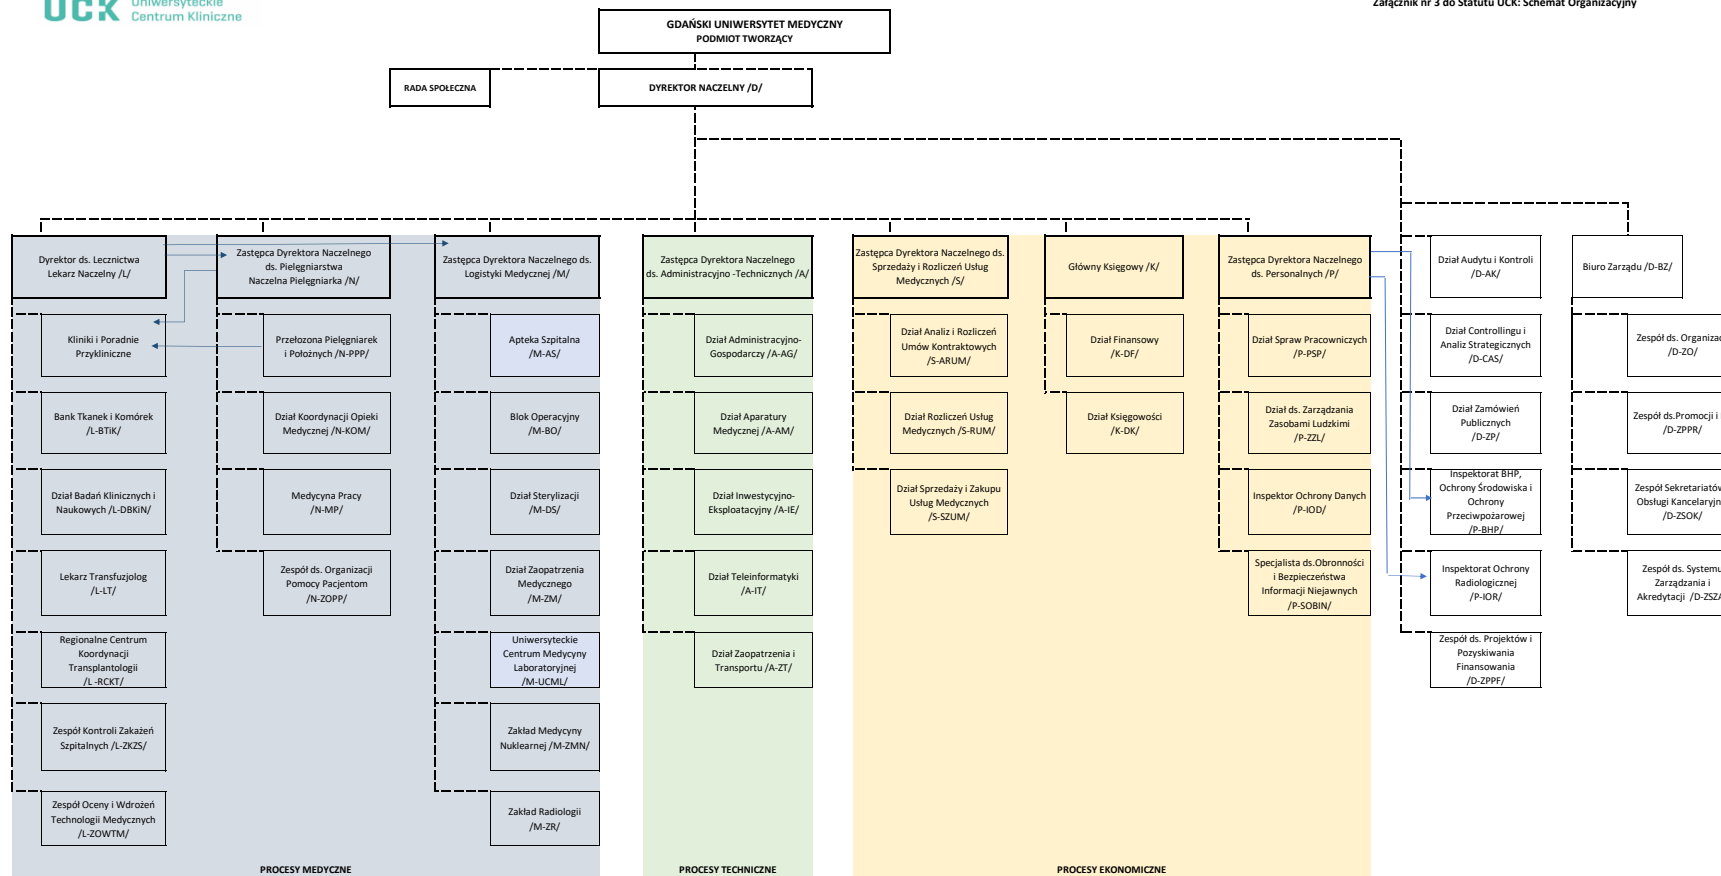 UCK Uniwersyteckie
Centrum Kliniczne
Załącznik nr 3 do Statutu UCK: Schemat Organizacyjny
GDAŃSKI UNIWERSYTET MEDYCZNY
PODMIOT TWORZĄCY
RADA SPOŁECZNA
DYREKTOR NACZELNY /D/
Dyrektor ds. Lecznictwa
Lekarz Naczelny /L/
Zastępca Dyrektora Naczelnego
ds. Pielęgniarstwa
Naczelna Pielęgniarka /N/
Zastępca Dyrektora Naczelnego ds.
Logistyki Medycznej /M/
Zastępca Dyrektora Naczelnego
ds. Administracyjno -Technicznych /A/
Zastępca Dyrektora Naczelnego ds.
Sprzedaży i Rozliczeń Usług
Medycznych /S/
Główny Księgowy /K/
Zastępca Dyrektora Naczelnego
ds. Personalnych /P/
Dział Audytu i Kontroli
/D-AK/
Biuro Zarządu /D-BZ/
Kliniki i Poradnie
Przykliniczne
Przełozona Pielęgniarek
i Położnych /N-PPP/
Apteka Szpitalna
/M-AS/
Dział Administracyjno-
Gospodarczy /A-AG/
Dział Analiz i Rozliczeń
Umów Kontraktowych
/S-ARUM/
Dział Finansowy
/K-DF/
Dział Spraw Pracowniczych
/P-PSP/
Dział Controllingu i
Analiz Strategicznych
/D-CAS/
Zespół ds. Organizac
/D-ZO/
Bank Tkanek i Komórek
/L-BTiK/
Dział Koordynacji Opieki
Medycznej /N-KOM/
Blok Operacyjny
/M-BO/
Dział Aparatury
Medycznej /A-AM/
Dział Rozliczeń Usług
Medycznych /S-RUM/
Dział Księgowości
/K-DK/
Dział ds. Zarządzania
Zasobami Ludzkimi
/P-ZZL/
Dział Zamówień
Publicznych
/D-ZP/
Zespół ds.Promocji i
/D-ZPPR/
Dział Badań Klinicznych i
Naukowych /L-DBKiN/
Medycyna Pracy
/N-MP/
Dział Sterylizacji
/M-DS/
Dział Inwestycyjno-
Eksploatacyjny /A-IE/
Dział Sprzedaży i Zakupu
Usług Medycznych
/S-SZUM/
Inspektor Ochrony Danych
/P-IOD/
Inspektorat BHP,
Ochrony Środowiska i
Ochrony
Przeciwpożarowej
/P-BHP/
Zespół Sekretariatów
Obsługi Kancelaryjn
/D-ZSOK/
Lekarz Transfuzjolog
/L-LT/
Zespół ds. Organizacji
Pomocy Pacjentom
/N-ZOPP/
Dział Zaopatrzenia
Medycznego
/M-ZM/
Dział Teleinformatyki
/A-IT/
Specjalista ds.Obronności
i Bezpieczeństwa
Informacji Niejawnych
/P-SOBIN/
Inspektorat Ochrony
Radiologicznej
/P-IOR/
Zespół ds. Systemu
Zarządzania i
Akredytacji /D-ZSZA
Regionalne Centrum
Koordynacji
Transplantologii
/L -RCKT/
Uniwersyteckie
Centrum Medycyny
Laboratoryjnej
/M-UCML/
Dział Zaopatrzenia i
Transportu /A-ZT/
Zespół ds. Projektów i
Pozyskiwania
Finansowania
/D-ZPPF/
Zespół Kontroli Zakażeń
Szpitalnych /L-ZKZS/
Zakład Medycyny
Nuklearnej /M-ZMN/
Zespół Oceny i Wdrożeń
Technologii Medycznych
/L-ZOWTM/
Zakład Radiologii
/M-ZR/
PROCESY MEDYCZNE
PROCESY TECHNICZNE
PROCESY EKONOMICZNE